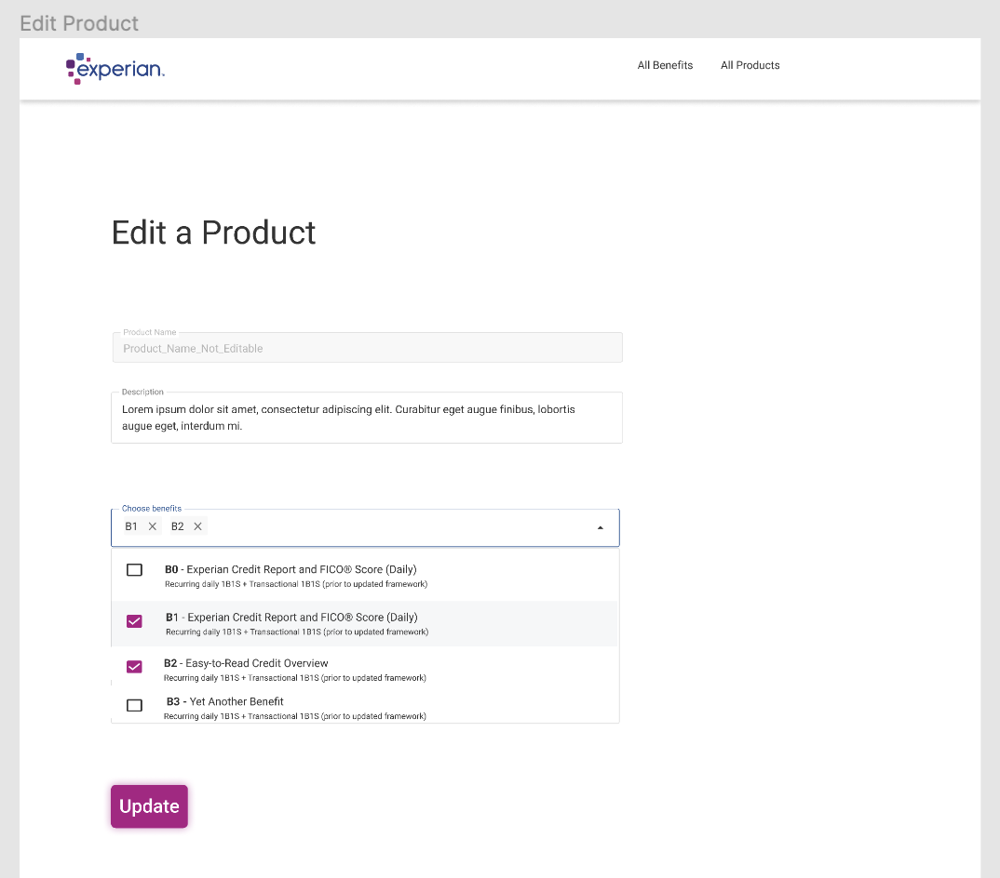 Edit Product
experian.
All Benefits
All Products
Edit a Product
Product Name
Product_Name_Not_Editable
Description
Lorem ipsum dolor sit amet, consectetur adipiscing elit. Curabitur eget augue finibus, lobortis
augue eget, interdum mi.
Choose benefits
B1 B2
B0 - Experian Credit Report and FICO® Score (Daily)
Recurring daily 1B1S + Transactional 1B1S (prior to updated framework)
B1 - Experian Credit Report and FICO® Score (Daily)
Recurring daily 1B1S + Transactional 1B1S (prior to updated framework)
B2 - Easy-to-Read Credit Overview
Recurring daily 1B1S + Transactional 1B1S (prior to updated framework)
B3 - Yet Another Benefit
Recurring daily 1B1S + Transactional 1B1S (prior to updated framework)
Update